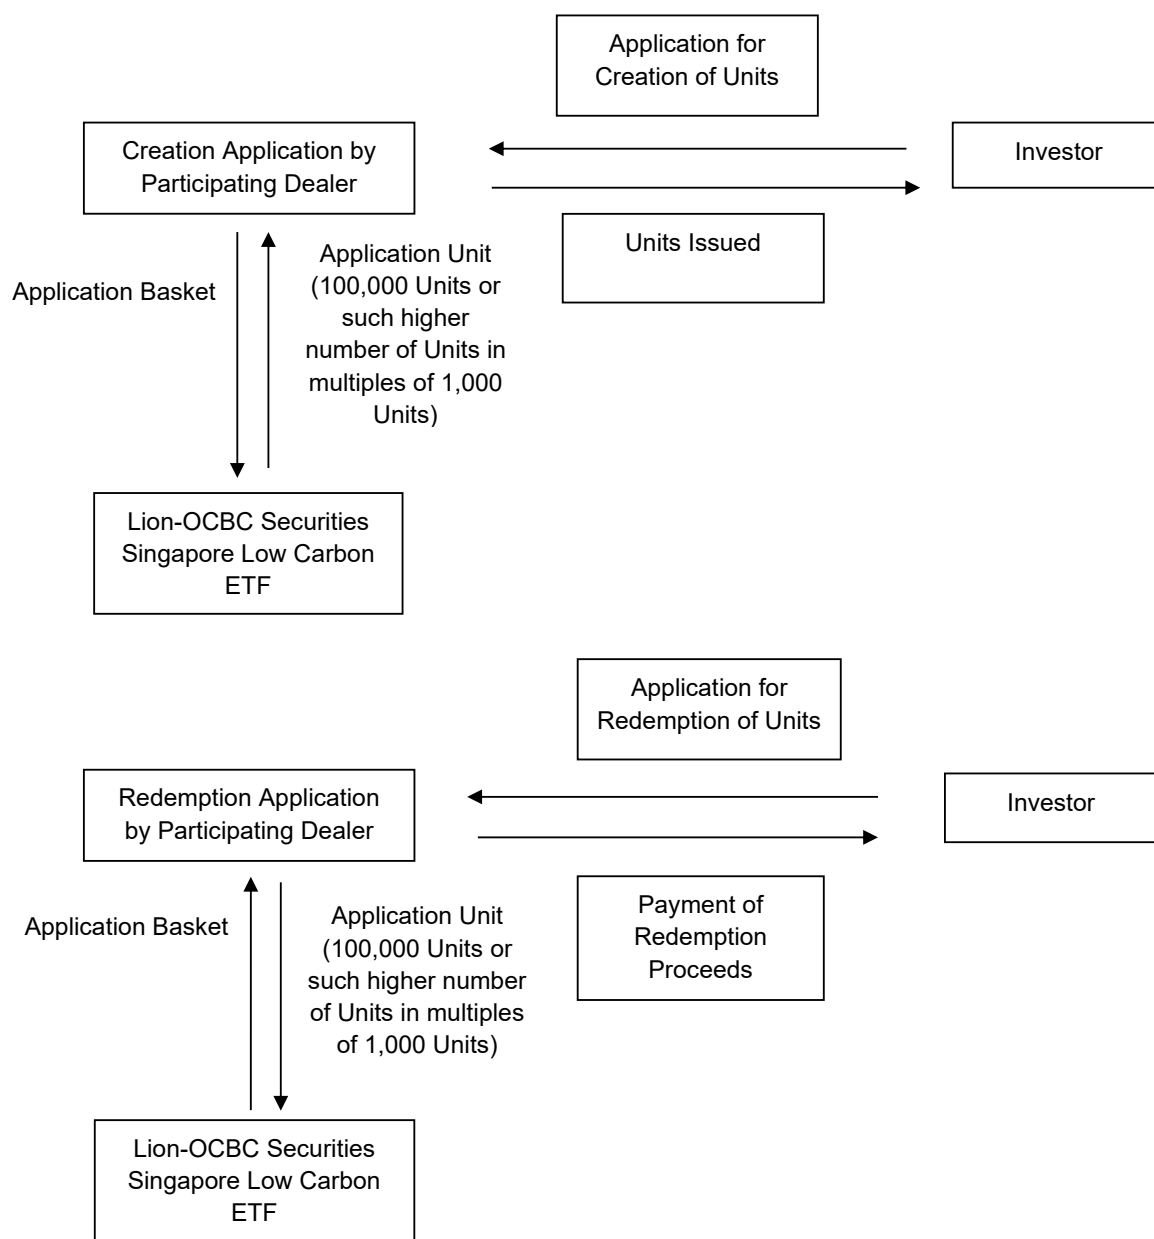 Application for
Creation of Units
Creation Application by
Participating Dealer
Investor
Units Issued
Application Basket
Application Unit
(100,000 Units or
such higher
number of Units in
multiples of 1,000
Units)
Lion-OCBC Securities
Singapore Low Carbon
ETF
Application for
Redemption of Units
Redemption Application
by Participating Dealer
Investor
Payment of
Redemption
Proceeds
Application Basket
Application Unit
(100,000 Units or
such higher number
of Units in multiples
of 1,000 Units)
Lion-OCBC Securities
Singapore Low Carbon
ETF